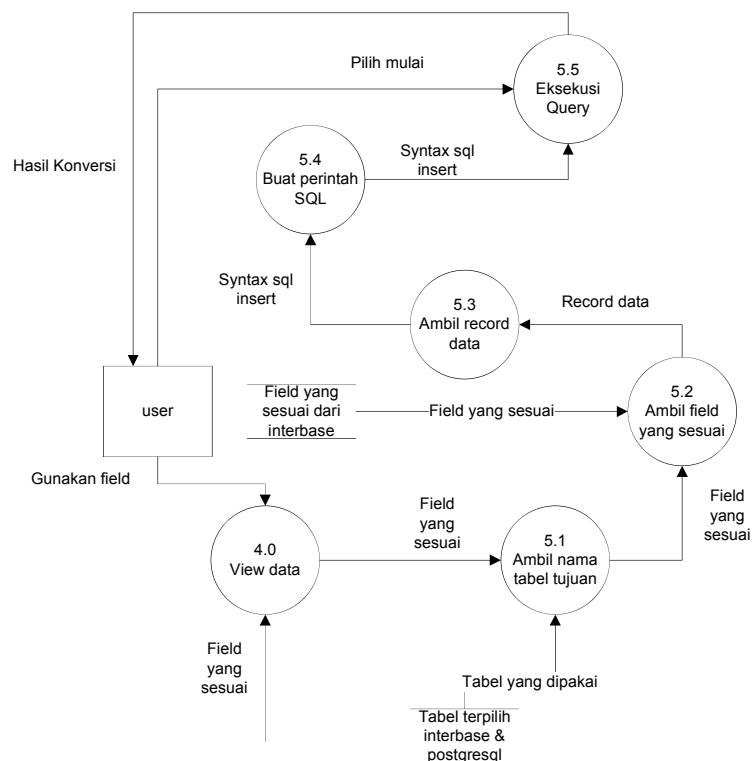 5.5
Eksekusi
Query
Pilih mulai
Hasil Konversi
5.4
Buat perintah
SQL
Syntax sql
insert
Syntax sql
insert
5.3
Ambil record
data
Record data
user
Field yang
sesuai dari
interbase
Field yang sesuai
5.2
Ambil field
yang sesuai
Gunakan field
4.0
View data
Field
yang
sesuai
5.1
Ambil nama
tabel tujuan
Field
yang
sesuai
Field
yang
sesuai
Tabel yang dipakai
Tabel terpilih
interbase &
postgresql